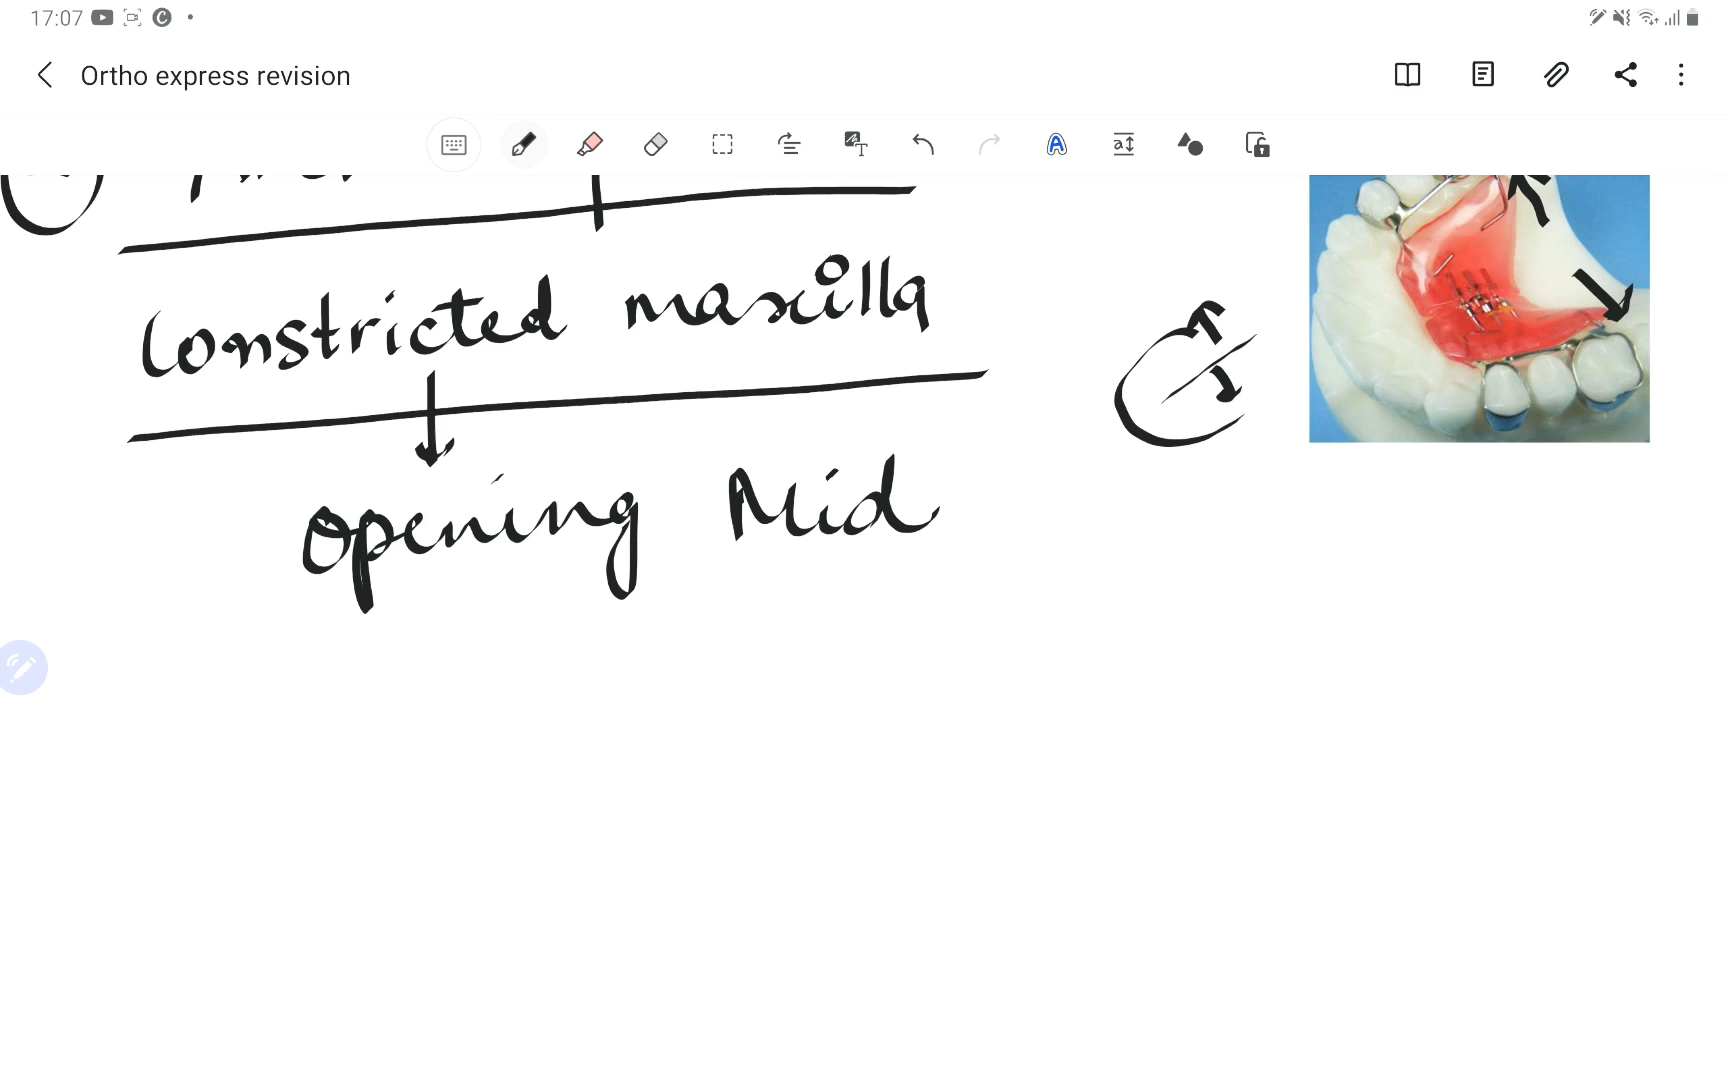 17:07
Ortho express revision
Constricted maxilla
Opening Mid